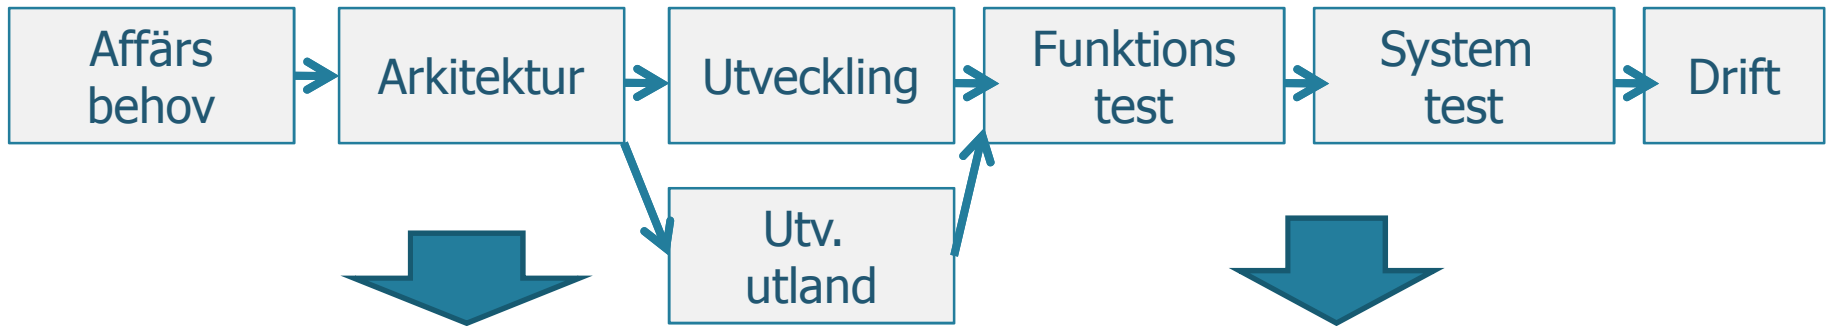 Affärs
behov
Arkitektur
Utveckling
Funktions
test
System
test
Drift
Utv.
utland